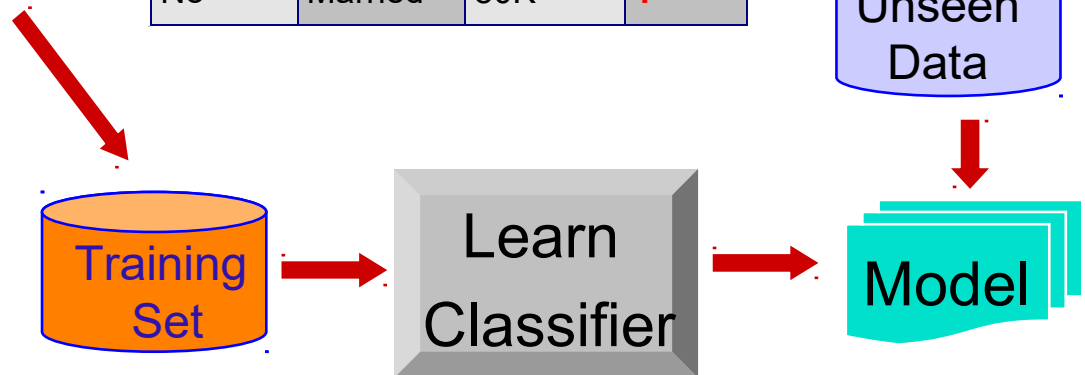 Unseen
Data
Training
Set
Learn
Classifier
Model